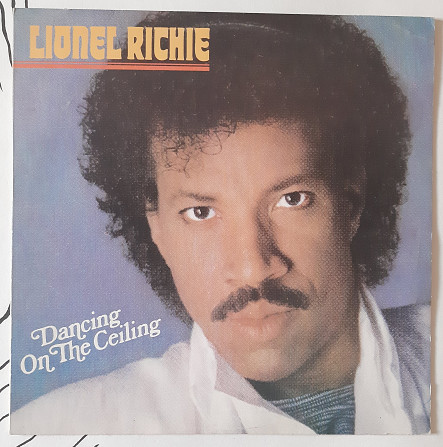 LIONEL RICHIE
Dancing
On The Ceiling